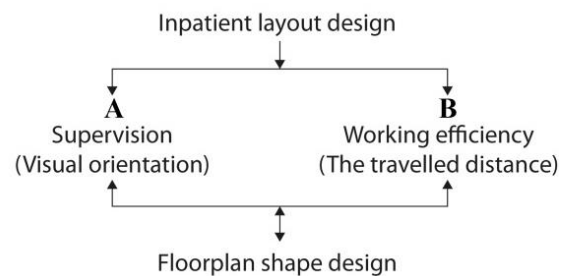 Inpatient layout design
A
Supervision
(Visual orientation)
B
Working efficiency
(The travelled distance)
Floorplan shape design